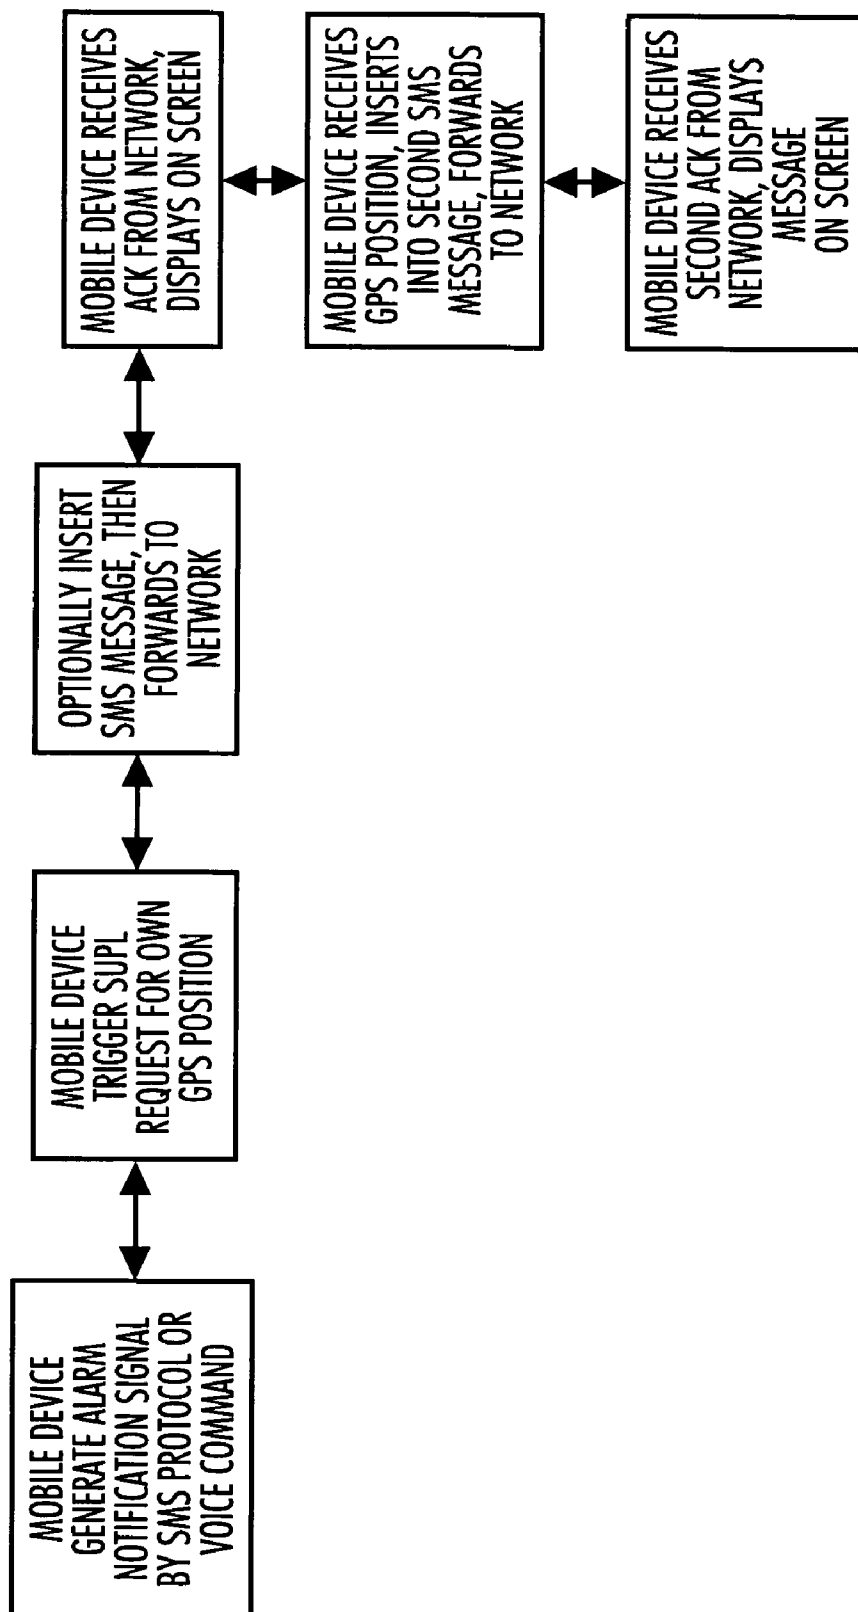 MOBILE DEVICE
GENERATE ALARM
NOTIFICATION SIGNAL
BY SMS PROTOCOL OR
VOICE COMMAND
MOBILE DEVICE
TRIGGER SUPL
REQUEST FOR OWN
GPS POSITION
OPTIONALLY INSERT
SMS MESSAGE, THEN
FORWARDS TO
NETWORK
MOBILE DEVICE RECEIVES
ACK FROM NETWORK,
DISPLAYS ON SCREEN
MOBILE DEVICE RECEIVES
GPS POSITION, INSERTS
INTO SECOND SMS
MESSAGE, FORWARDS
TO NETWORK
MOBILE DEVICE RECEIVES
SECOND ACK FROM
NETWORK, DISPLAYS
MESSAGE
ON SCREEN